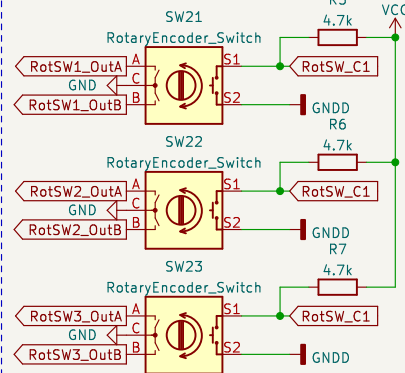 SW21
RotaryEncoder_Switch
4.7k
VCC
RotSW1_OutA
A
S1
RotSW_C1
GND
C
RotSW1_OutB
B
S2
GNDD
R6
SW22
RotaryEncoder_Switch
4.7k
RotSW2_OutA
A
S1
RotSW_C1
GND
C
RotSW2_OutB
B
S2
GNDD
R7
SW23
RotaryEncoder_Switch
4.7k
RotSW3_OutA
A
S1
RotSW_C1
GND
C
RotSW3_OutB
B
S2
GNDD